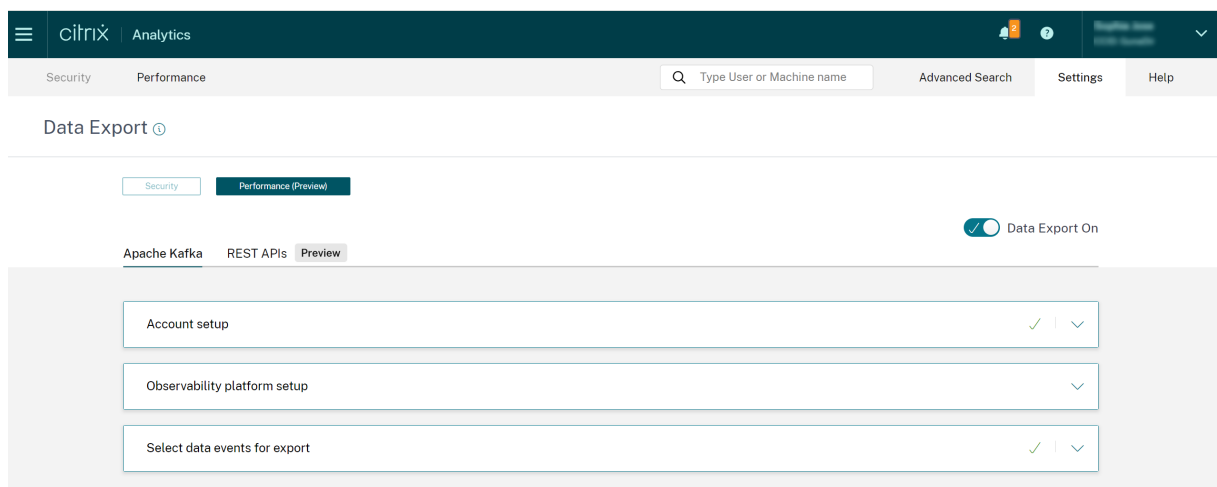 citrix Analytics 2 ?
Security Performance Type User or Machine name Advanced Search Settings Help
Data Export
Security Performance (Preview)
Data Export On
Apache Kafka REST APIs Preview
Account setup
Observability platform setup
Select data events for export